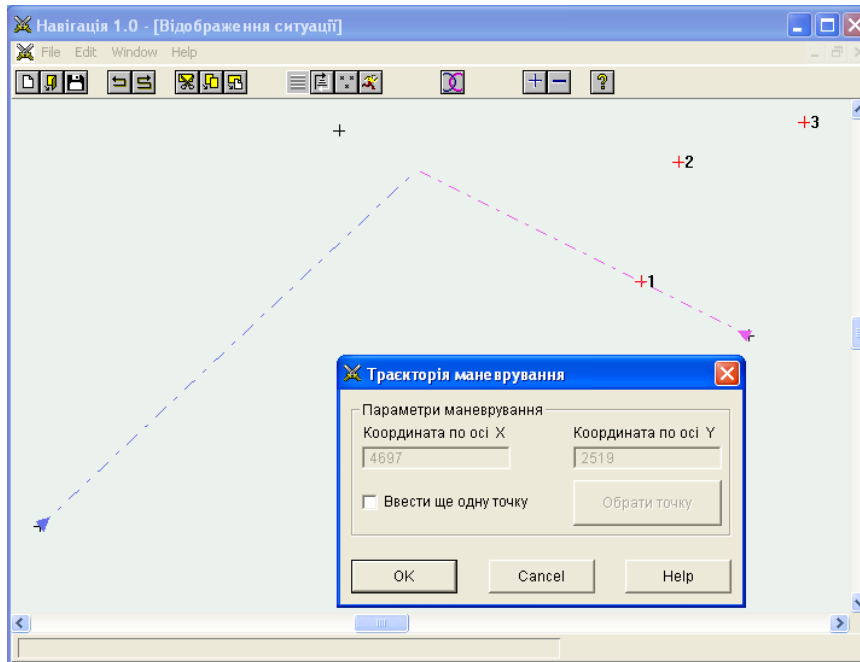 Навігація 1.0 - [Відображення ситуації]
File Edit Window Help
3
2
1
Траєкторія маневрування
Параметри маневрування
Координата по осі X Координата по осі Y
4697 2519
Ввести ще одну точку Обрати точку
OK Cancel Help